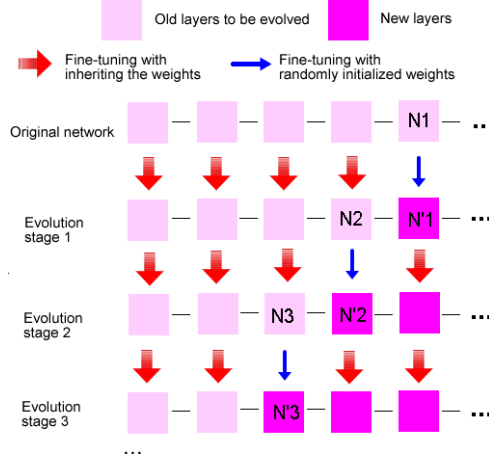 Old layers to be evolved
New layers
Fine-tuning with
inheriting the weights
Fine-tuning with
randomly initialized weights
Original network
N1
...
Evolution
stage 1
N2
N'1
...
Evolution
stage 2
N3
N'2
...
Evolution
stage 3
N'3
...
...